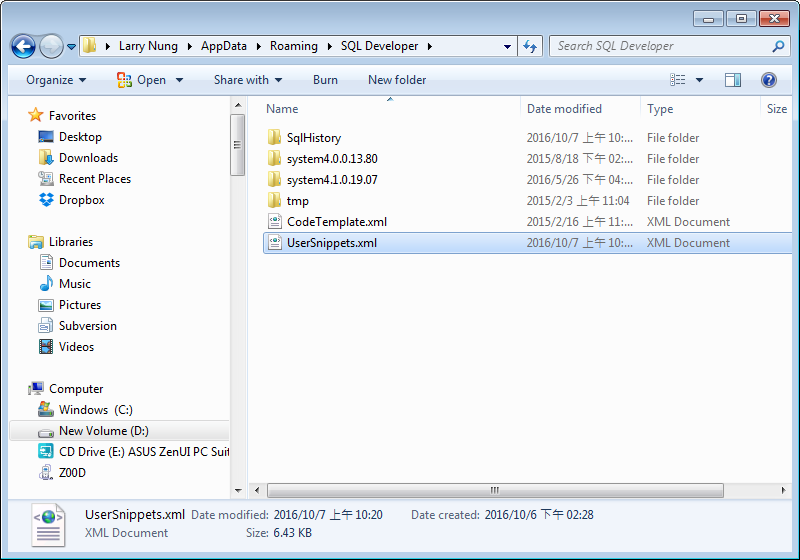 Larry Nung AppData Roaming SQL Developer Search SQL Developer
Organize Open Share with Burn New folder
Favorites
Desktop
Downloads
Recent Places
Dropbox
Libraries
Documents
Music
Pictures
Subversion
Videos
Computer
Windows (C:)
New Volume (D:)
CD Drive (E:) ASUS ZenUI PC Suit
Z00D
Name Date modified Type Size
SqlHistory 2016/10/7 上午 10:... File folder
system4.0.0.13.80 2015/8/18 下午 02:... File folder
system4.1.0.19.07 2016/5/26 下午 04:... File folder
tmp 2015/2/3 上午 11:04 File folder
CodeTemplate.xml 2015/2/16 上午 11:... XML Document
UserSnippets.xml 2016/10/7 上午 10:... XML Document
UserSnippets.xml Date modified: 2016/10/7 上午 10:20 Date created: 2016/10/6 下午 02:28
XML Document Size: 6.43 KB